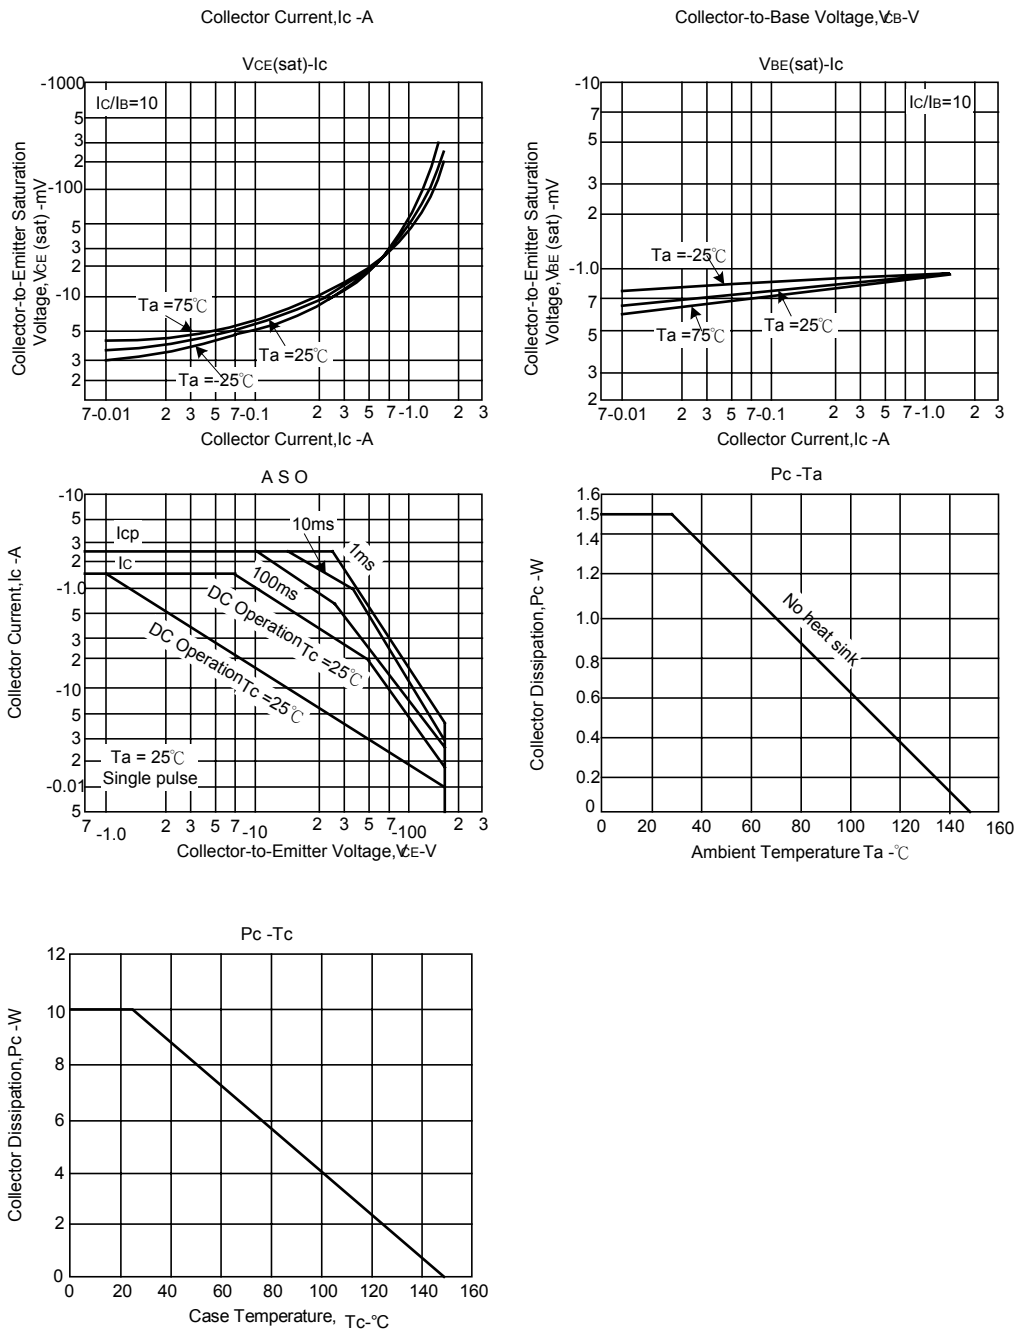 Collector Current,Ic -A
Collector-to-Base Voltage,VCB-V
VCE(sat)-Ic
-1000
5
3
2
-100
5
3
2
-10
5
3
2
IC/IB=10
Ta =75℃
Ta =25℃
Ta =-25℃
Collector-to-Emitter Saturation
Voltage,VCE (sat) -mV
7-0.01 2 3 5 7-0.1 2 3 5 7-1.0 2 3
Collector Current,Ic -A
VBE(sat)-Ic
-10
7
5
3
2
-1.0
7
5
3
2
IC/IB=10
Ta =-25℃
Ta =25℃
Ta =75℃
Collector-to-Emitter Saturation
Voltage,VBE (sat) -mV
7-0.01 2 3 5 7-0.1 2 3 5 7-1.0 2 3
Collector Current,Ic -A
A S O
-10
5
3
2
-1.0
5
3
2
-10
5
3
2
-0.01
5
Icp
Ic
10ms
1ms
100ms
DC OperationTc =25℃
DC OperationTc =25℃
Ta = 25℃
Single pulse
Collector Current,Ic -A
7 -1.0 2 3 5 7-10 2 3 5 7-100 2 3
Collector-to-Emitter Voltage,VCE-V
Pc -Ta
1.6
1.5
1.4
1.2
1.0
0.8
0.6
0.4
0.2
0
No heat sink
Collector Dissipation,Pc -W
0 20 40 60 80 100 120 140 160
Ambient Temperature Ta -℃
Pc -Tc
12
10
8
6
4
2
0
Collector Dissipation,Pc -W
0 20 40 60 80 100 120 140 160
Case Temperature, Tc-℃